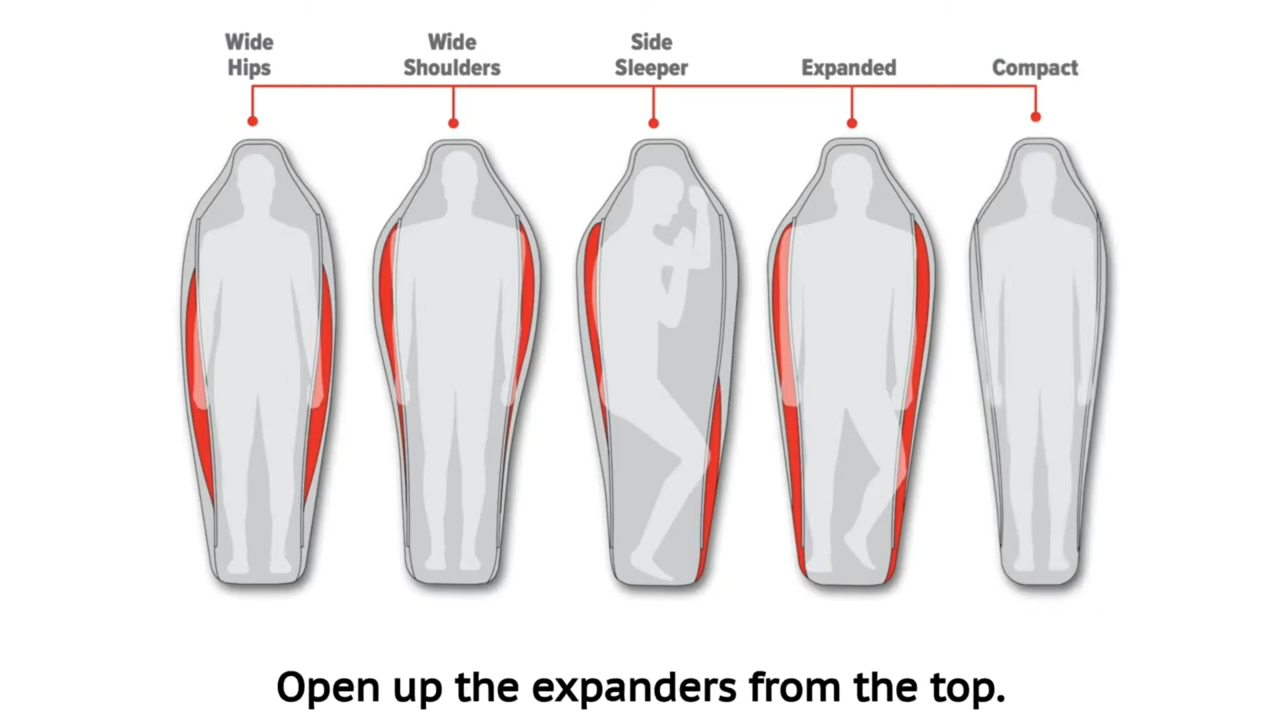 Wide
Hips
Wide
Shoulders
Side
Sleeper
Expanded
Compact
Open up the expanders from the top.